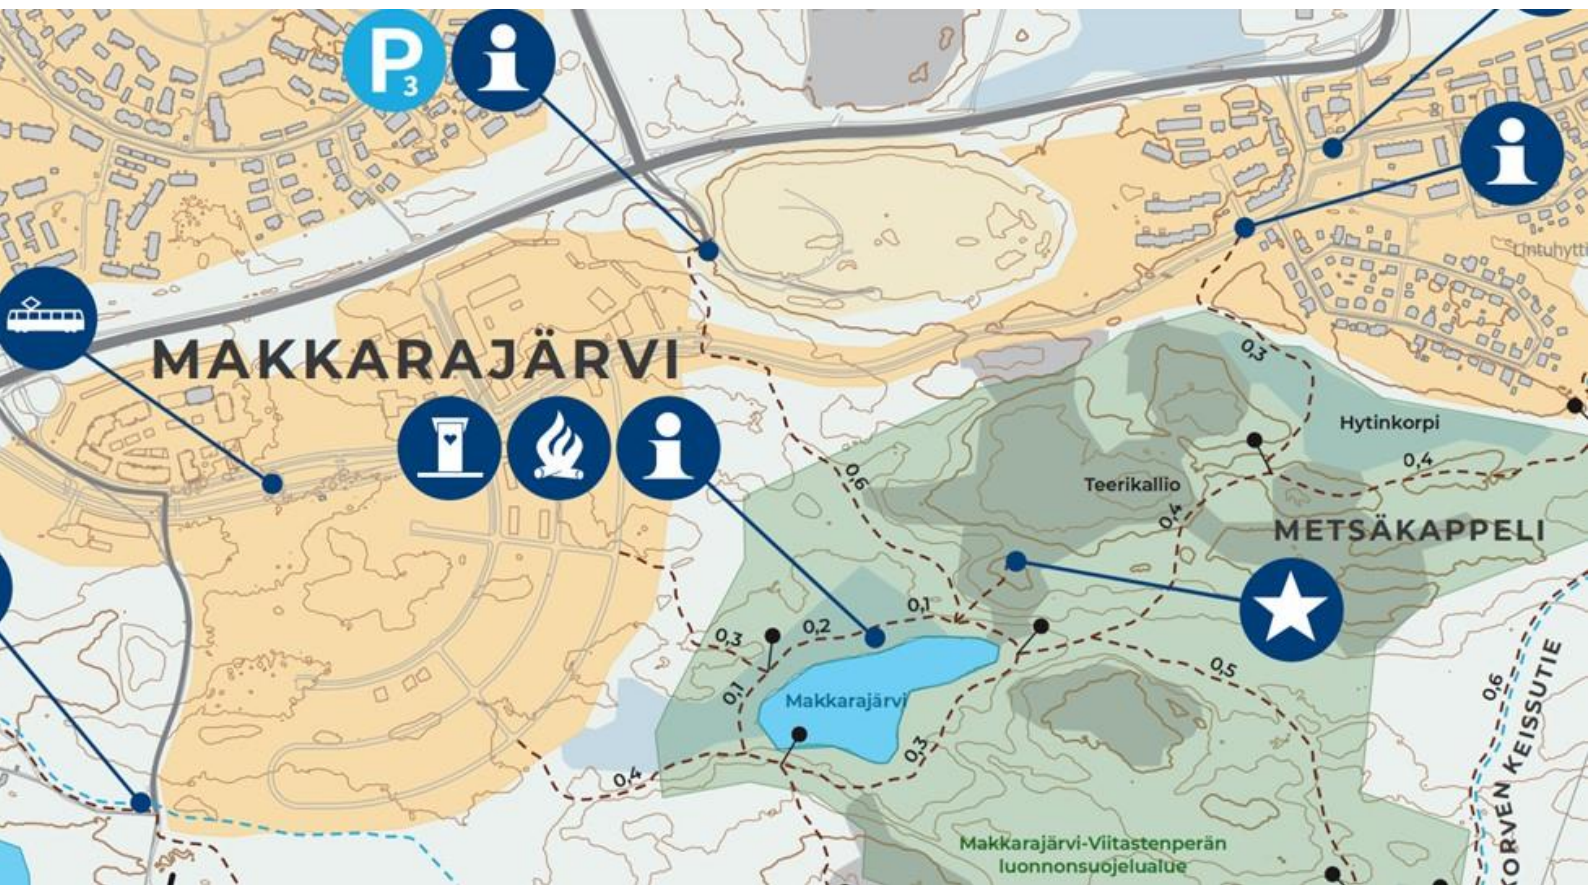 P3
MAKKARAJÄRVI
Lintuhytti
0,3
Hytinkorpi
0,4
0,6
Teerikallio
0,4
METSÄKAPPELI
0,1
0,2
0,3
0,5
0,1
Makkarajärvi
0,6
0,3
0,4
KORVEN KEISSUTIE
Makkarajärvi-Viitastenperän
luonnonsuojelualue